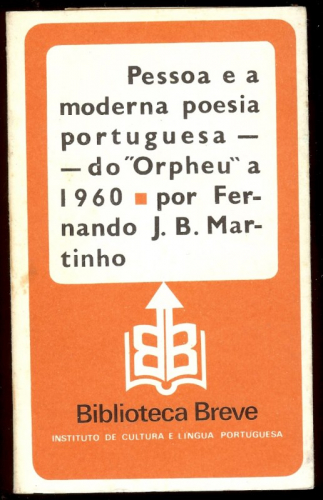 Pessoa e a
moderna poesia
portuguesa —
— do "Orpheu" a
1960 ▪ por Fer-
nando J. B. Mar-
tinho
BB
Biblioteca Breve
INSTITUTO DE CULTURA E LÍNGUA PORTUGUESA